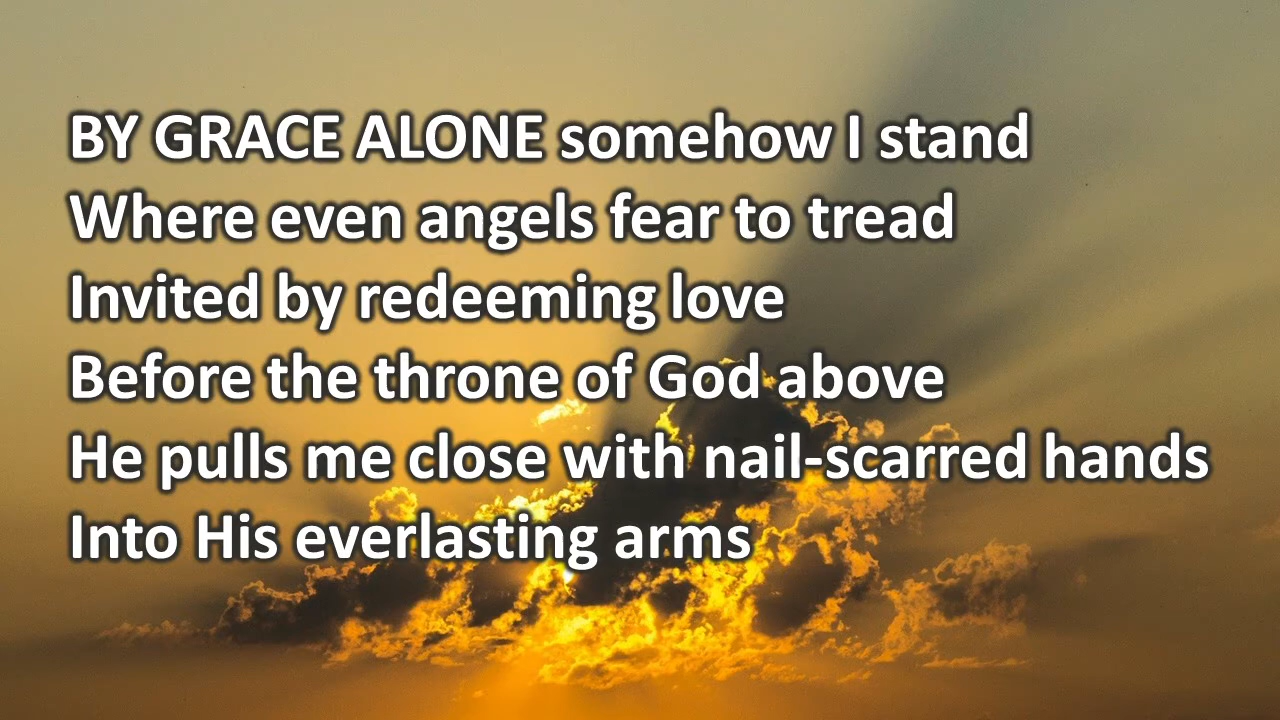 BY GRACE ALONE somehow I stand
Where even angels fear to tread
Invited by redeeming love
Before the throne of God above
He pulls me close with nail-scarred hands
Into His everlasting arms